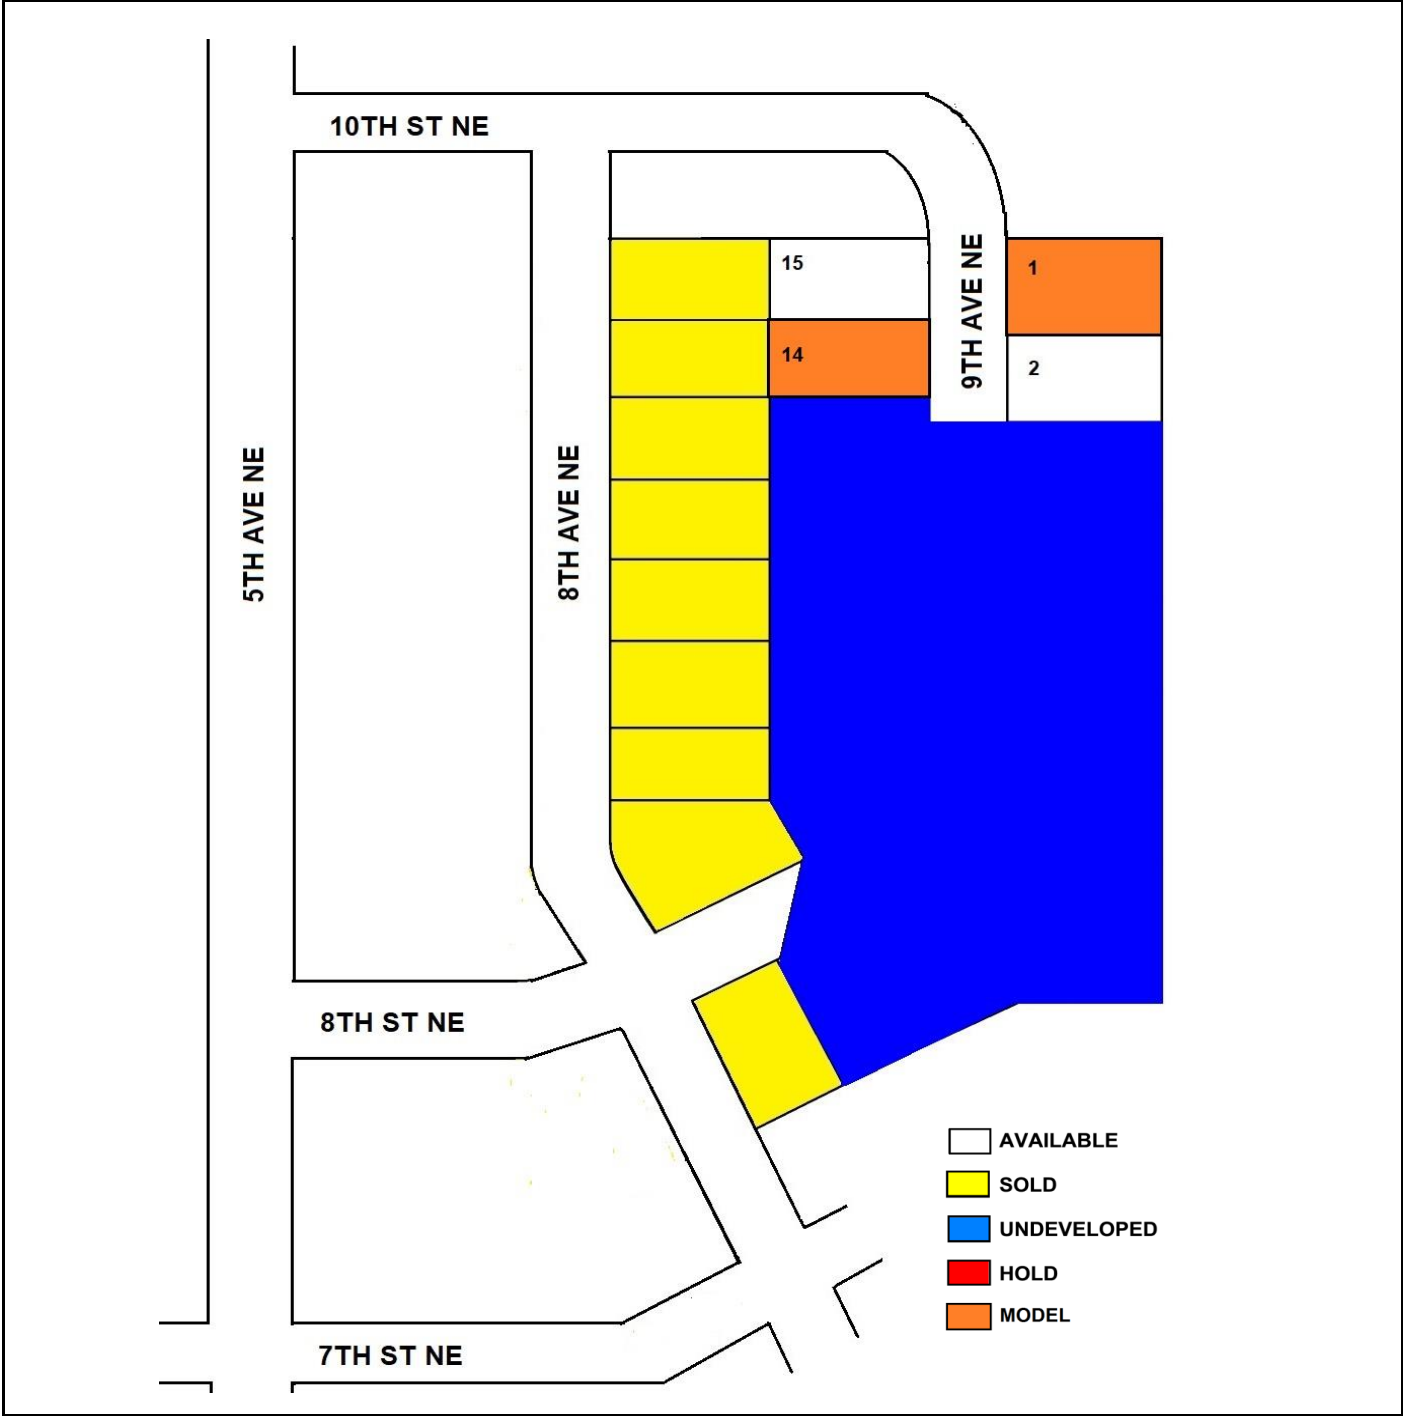 10TH ST NE
15
9TH AVE NE
1
14
2
5TH AVE NE
8TH AVE NE
8TH ST NE
AVAILABLE
SOLD
UNDEVELOPED
HOLD
MODEL
7TH ST NE